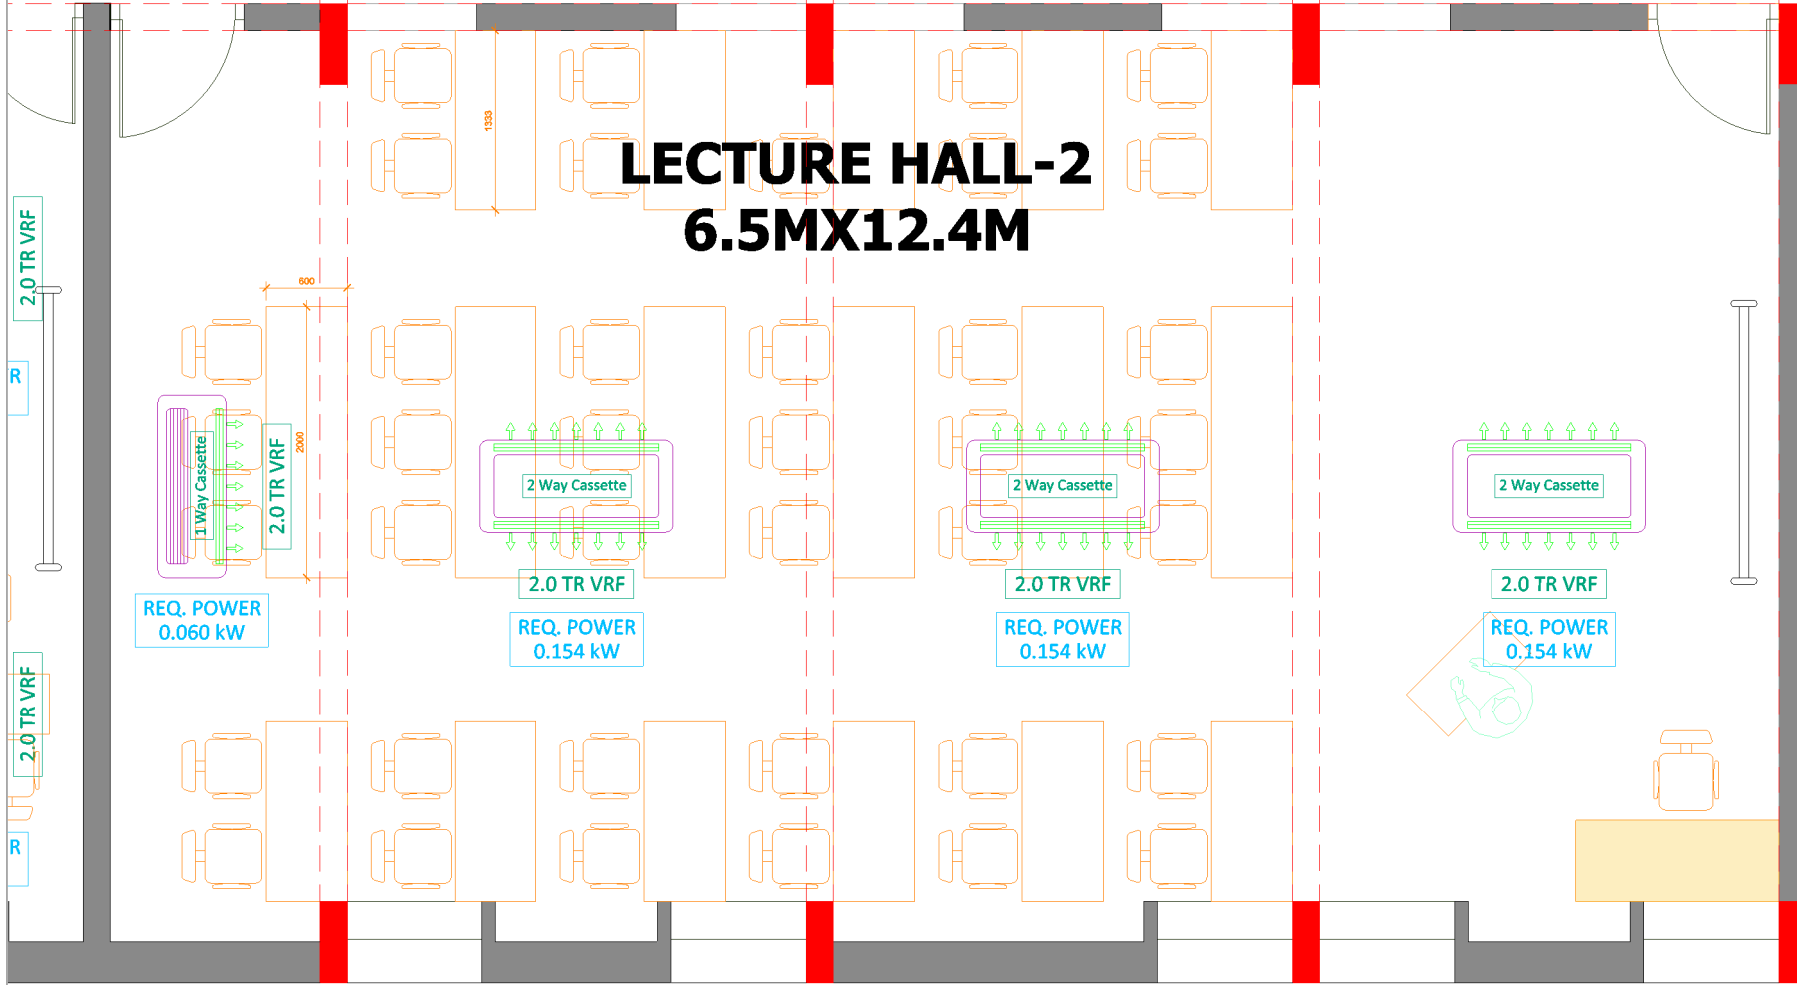 1333
LECTURE HALL-2
6.5MX12.4M
2.0 TR VRF
600
R
2000
1 Way Cassette
2.0 TR VRF
2 Way Cassette
2 Way Cassette
2 Way Cassette
2.0 TR VRF
2.0 TR VRF
2.0 TR VRF
REQ. POWER
0.060 kW
REQ. POWER
0.154 kW
REQ. POWER
0.154 kW
REQ. POWER
0.154 kW
2.0 TR VRF
R